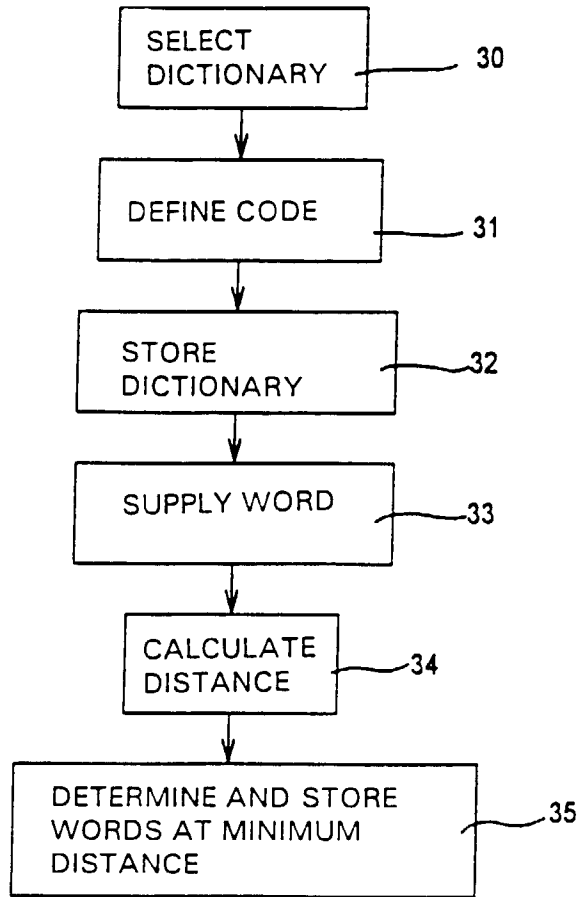 SELECT
DICTIONARY
30
DEFINE CODE
31
STORE
DICTIONARY
32
SUPPLY WORD
33
CALCULATE
DISTANCE
34
DETERMINE AND STORE
WORDS AT MINIMUM
DISTANCE
35